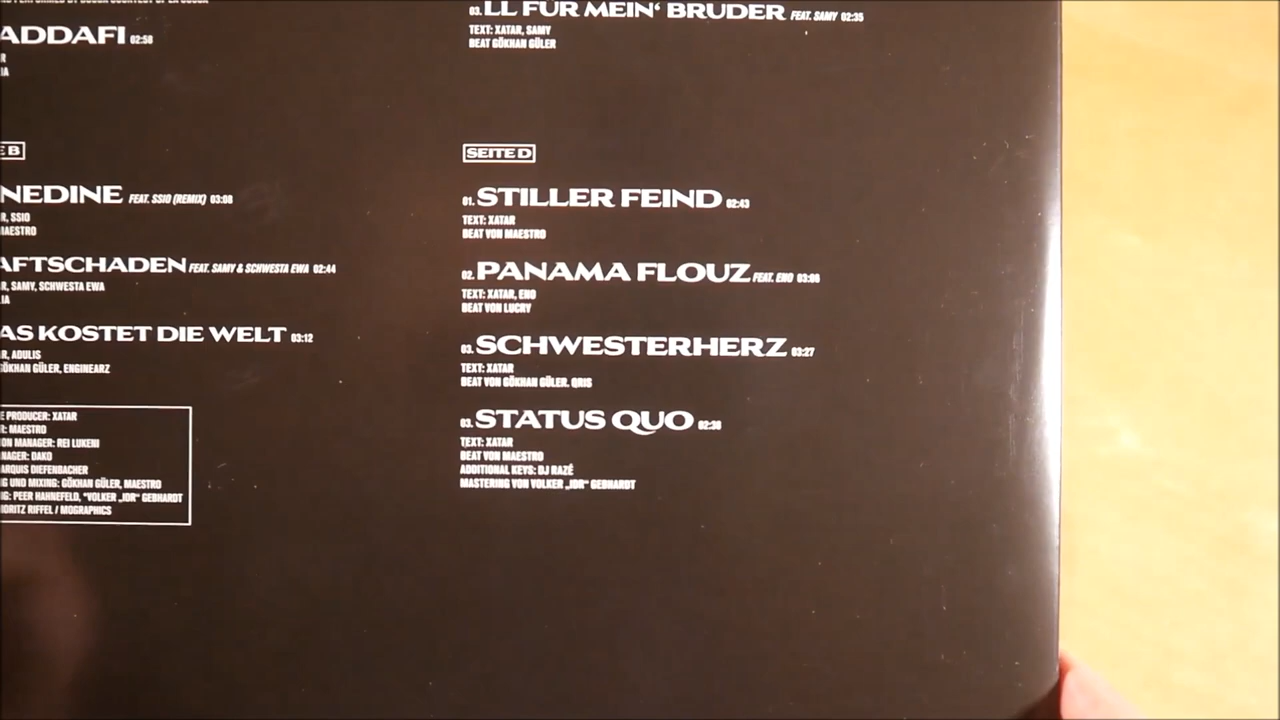 ADDAFI 02:58
E B
NEDINE FEAT. SSIO (REMIX) 03:08
R, SSIO
MAESTRO
AFTSCHADEN FEAT. SAMY & SCHWESTA EWA 02:44
R, SAMY, SCHWESTA EWA
IA
AS KOSTET DIE WELT 03:12
R, ADULIS
GÖKHAN GÜLER, ENGINEARZ
E PRODUCER: XATAR
R: MAESTRO
ON MANAGER: REI LUKENI
NAGER: DAKO
ARQUIS DIEFENBACHER
G UND MIXING: GÖKHAN GÜLER, MAESTRO
G: PEER HAHNEFELD, "VOLKER „IDR“ GEBHARDT
MORITZ RIFFEL / MOGRAPHICS
03. LL FÜR MEIN‘ BRUDER FEAT. SAMY 02:35
TEXT: XATAR, SAMY
BEAT GÖKHAN GÜLER
SEITE D
01. STILLER FEIND 02:43
TEXT: XATAR
BEAT VON MAESTRO
02. PANAMA FLOUZ FEAT. ENO 03:06
TEXT: XATAR, ENO
BEAT VON LUCRY
03. SCHWESTERHERZ 03:27
TEXT: XATAR
BEAT VON GÖKHAN GÜLER. QRIS
03. STATUS QUO 02:38
TEXT: XATAR
BEAT VON MAESTRO
ADDITIONAL KEYS: DJ RAZÉ
MASTERING VON VOLKER „IDR“ GEBHARDT